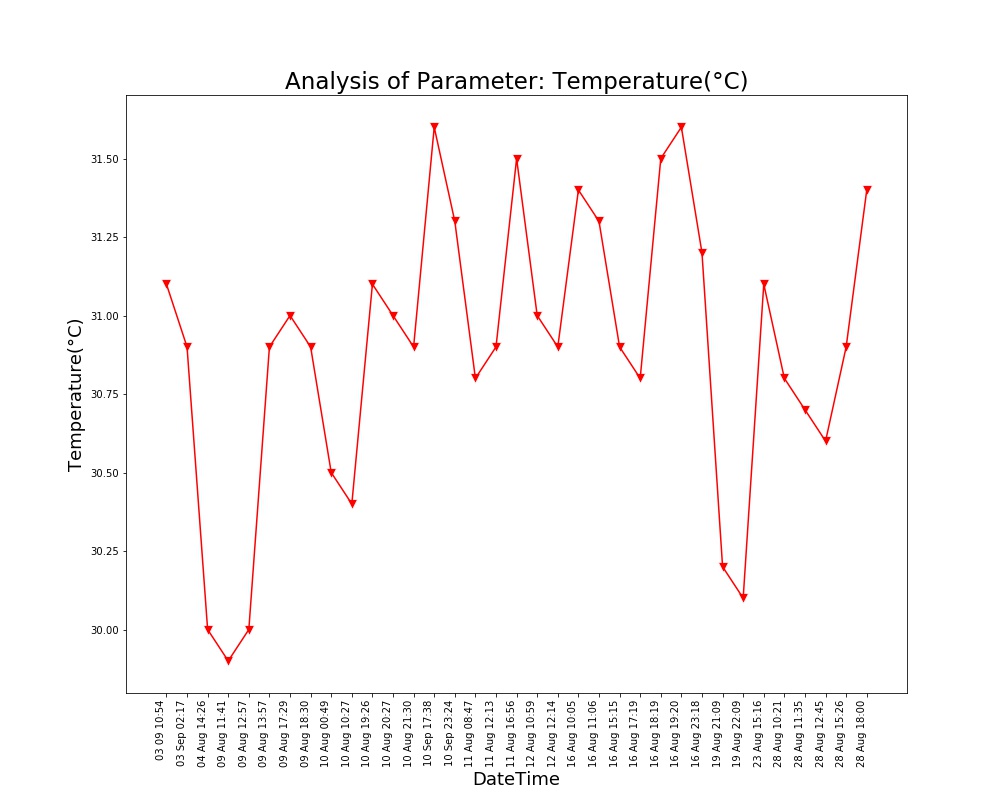 Analysis of Parameter: Temperature(°C)
31.50
31.25
31.00
30.75
30.50
30.25
30.00
Temperature(°C)
03 09 10:54
03 Sep 02:17
04 Aug 14:26
09 Aug 11:41
09 Aug 12:57
09 Aug 13:57
09 Aug 17:29
09 Aug 18:30
10 Aug 00:49
10 Aug 10:27
10 Aug 19:26
10 Aug 20:27
10 Aug 21:30
10 Sep 17:38
10 Sep 23:24
11 Aug 08:47
11 Aug 12:13
11 Aug 16:56
12 Aug 10:59
12 Aug 12:14
16 Aug 10:05
16 Aug 11:06
16 Aug 15:15
16 Aug 17:19
16 Aug 18:19
16 Aug 19:20
16 Aug 23:18
19 Aug 21:09
19 Aug 22:09
23 Aug 15:16
28 Aug 10:21
28 Aug 11:35
28 Aug 12:45
28 Aug 15:26
28 Aug 18:00
DateTime